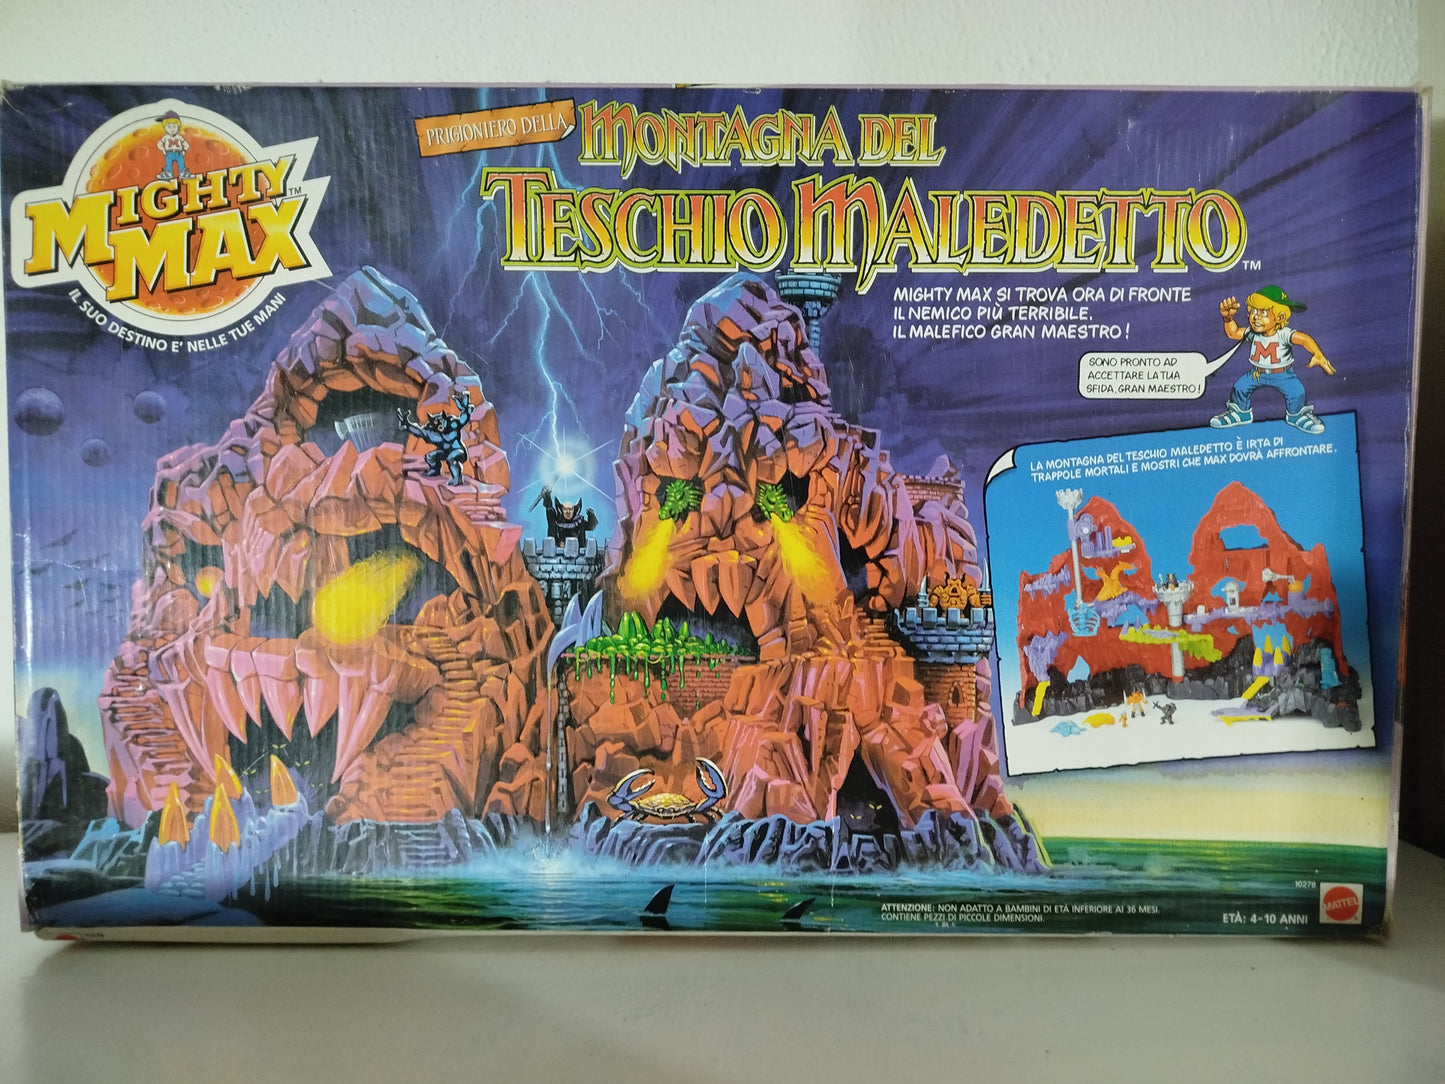 MIGHTY
MAX™
IL SUO DESTINO E' NELLE TUE MANI
M
PRIGIONIERO DELLA
MONTAGNA DEL
TESCHIO MALEDETTO™
MIGHTY MAX SI TROVA ORA DI FRONTE
IL NEMICO PIÙ TERRIBILE,
IL MALEFICO GRAN MAESTRO!
SONO PRONTO AD
ACCETTARE LA TUA
SFIDA, GRAN MAESTRO!
M
LA MONTAGNA DEL TESCHIO MALEDETTO È IRTA DI
TRAPPOLE MORTALI E MOSTRI CHE MAX DOVRÀ AFFRONTARE.
ATTENZIONE: NON ADATTO A BAMBINI DI ETÀ INFERIORE AI 36 MESI.
CONTIENE PEZZI DI PICCOLE DIMENSIONI.
10278
ETÀ: 4-10 ANNI
MATTEL